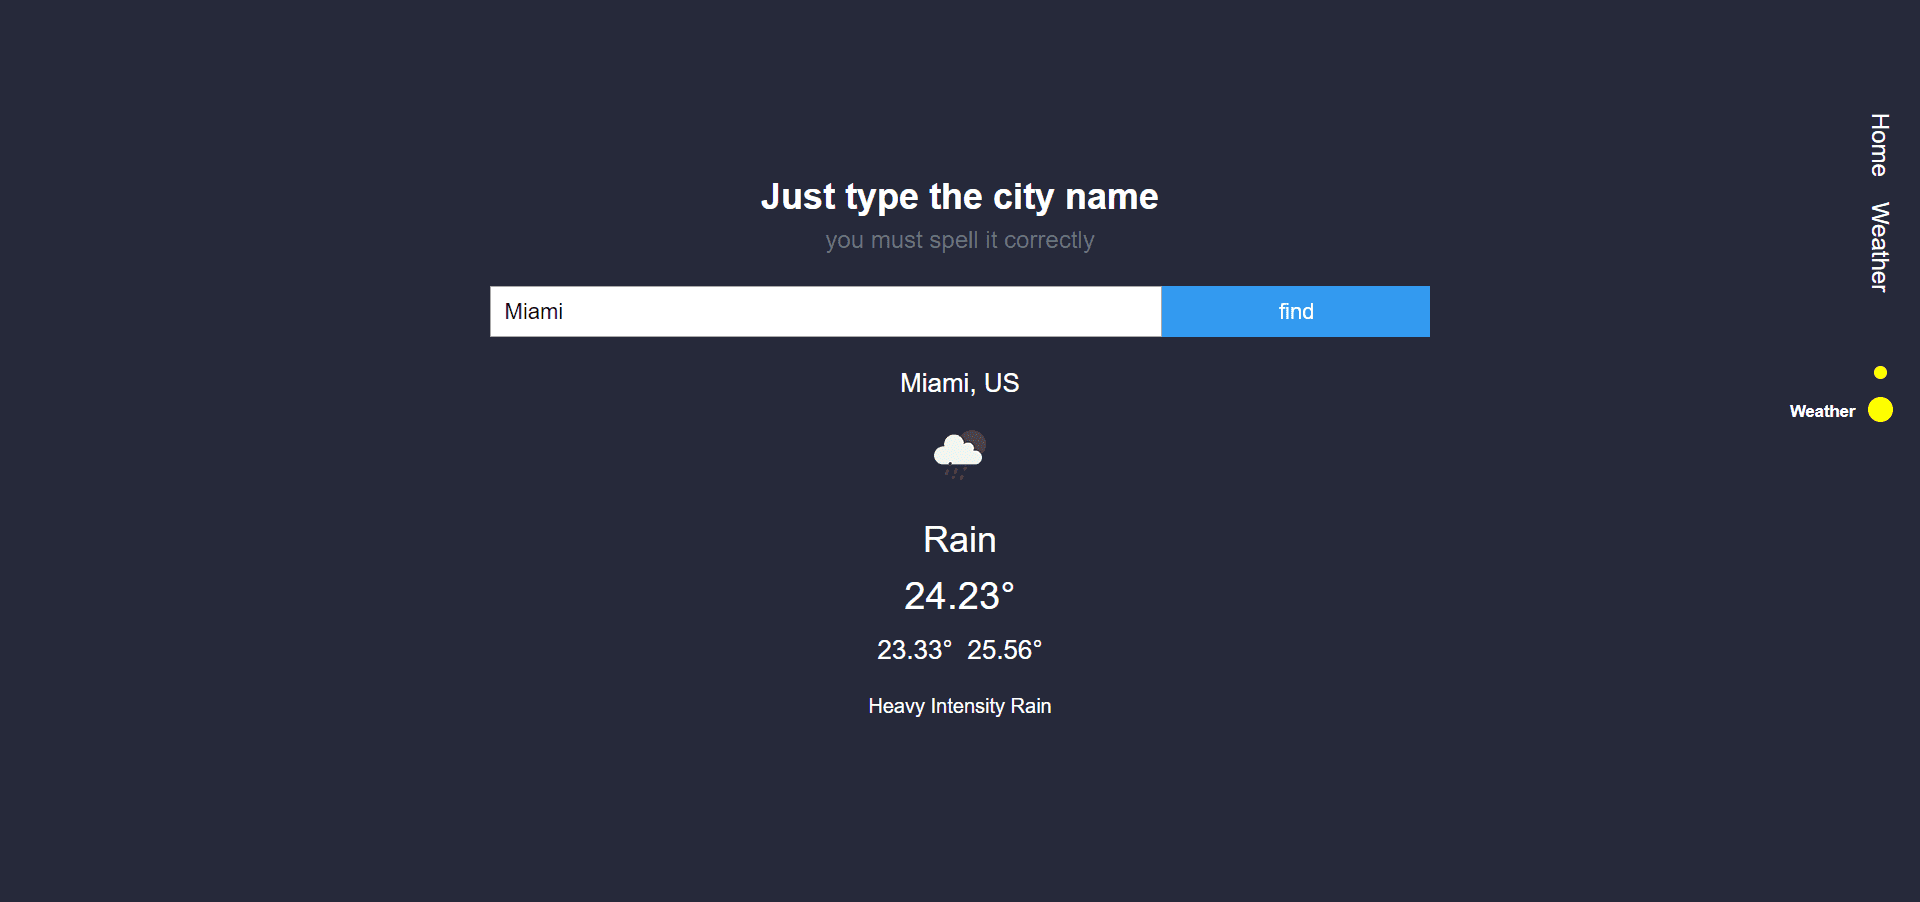 Home
Weather
Just type the city name
you must spell it correctly
Miami
find
Miami, US
Weather
Rain
24.23°
23.33° 25.56°
Heavy Intensity Rain